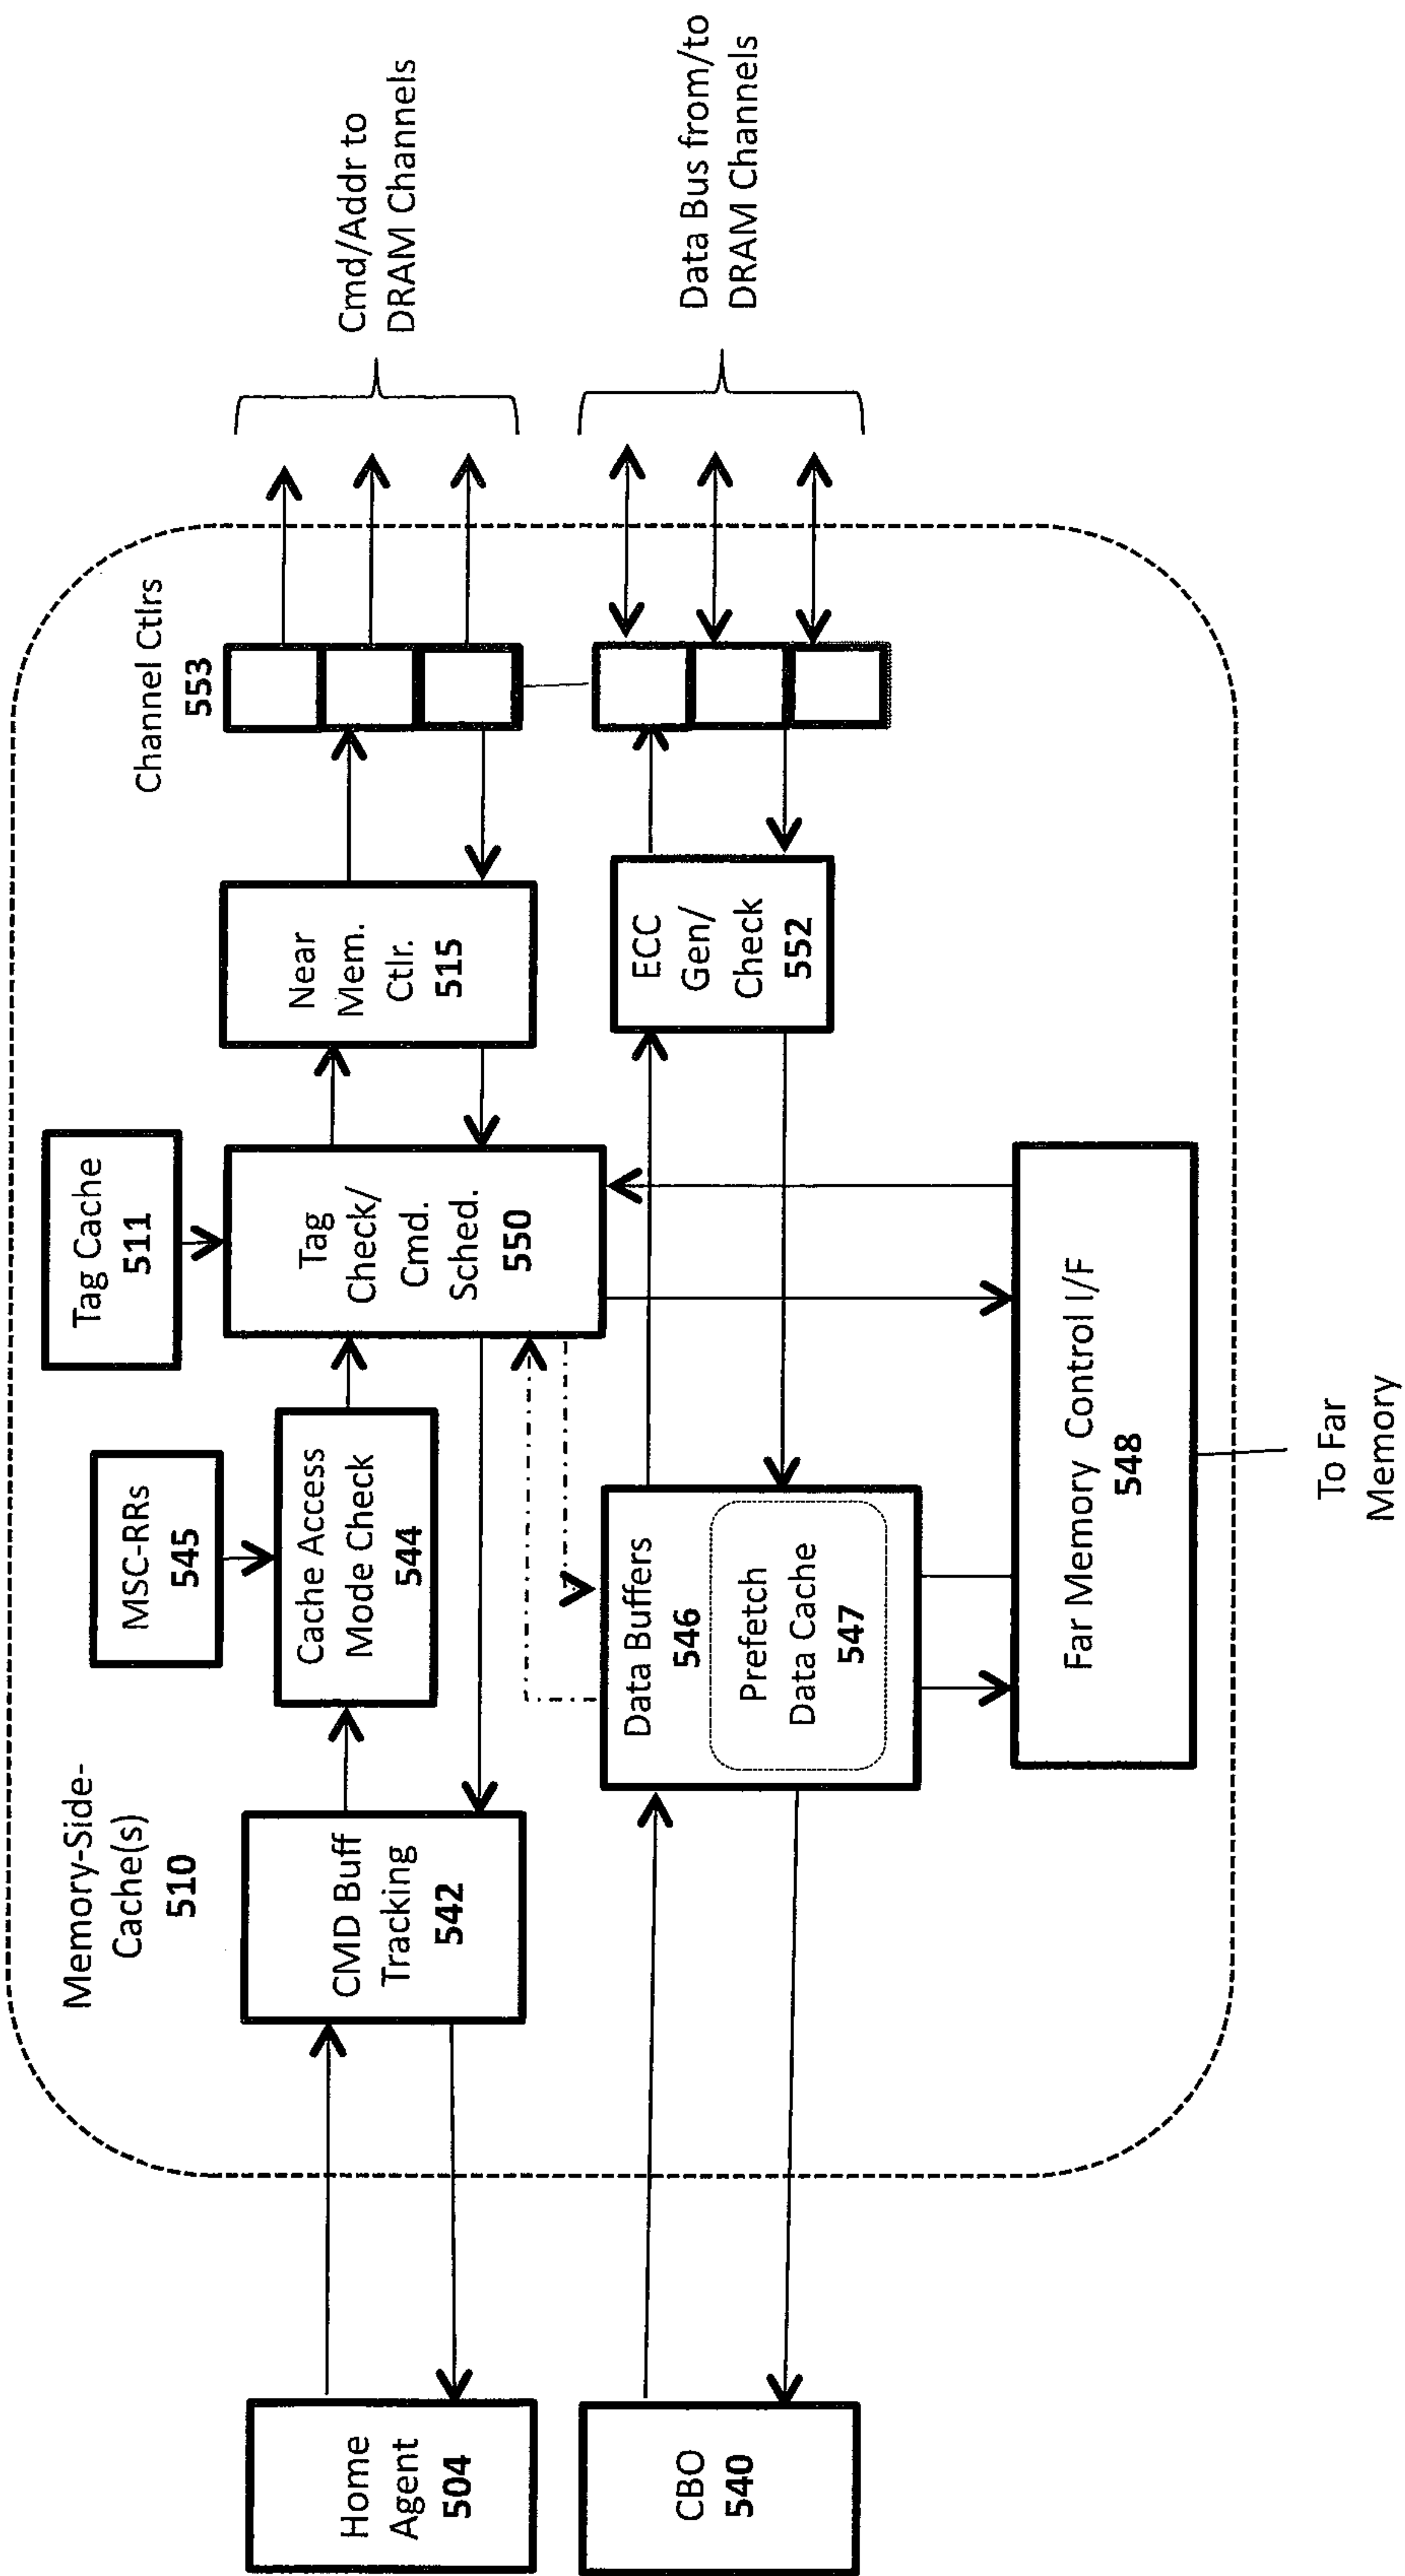 Memory-Side-
Cache(s)
510
MSC-RRs
545
Tag Cache
511
Channel Ctlrs
553
Home
Agent
504
CMD Buff
Tracking
542
Cache Access
Mode Check
544
Tag
Check/
Cmd.
Sched.
550
Near
Mem.
Ctlr.
515
Cmd/Addr to
DRAM Channels
CBO
540
Data Buffers
546
Prefetch
Data Cache
547
ECC
Gen/
Check
552
Data Bus from/to
DRAM Channels
Far Memory Control I/F
548
To Far
Memory